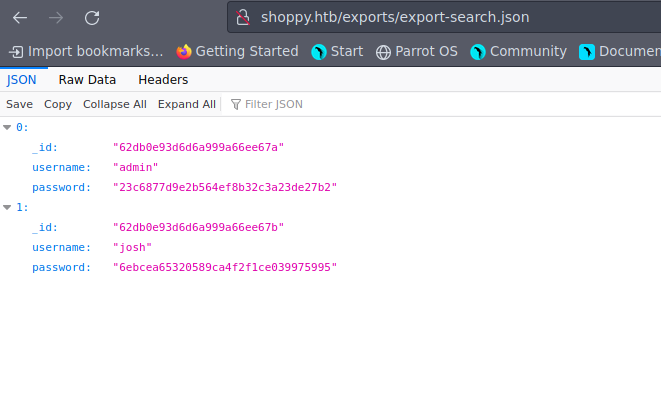 shoppy.htb/exports/export-search.json
Import bookmarks... Getting Started Start Parrot OS Community Documen
JSON Raw Data Headers
Save Copy Collapse All Expand All Filter JSON
0:
_id: "62db0e93d6d6a999a66ee67a"
username: "admin"
password: "23c6877d9e2b564ef8b32c3a23de27b2"
1:
_id: "62db0e93d6d6a999a66ee67b"
username: "josh"
password: "6ebcea65320589ca4f2f1ce039975995"